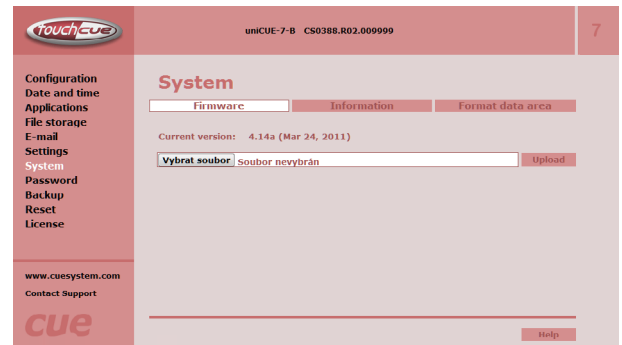 touchcue
uniCUE-7-B CS0388.R02.009999
7
Configuration
Date and time
Applications
File storage
E-mail
Settings
System
Password
Backup
Reset
License
www.cuesystem.com
Contact Support
cue
System
Firmware Information Format data area
Current version: 4.14a (Mar 24, 2011)
Vybrat soubor Soubor nevybrán Upload
Help